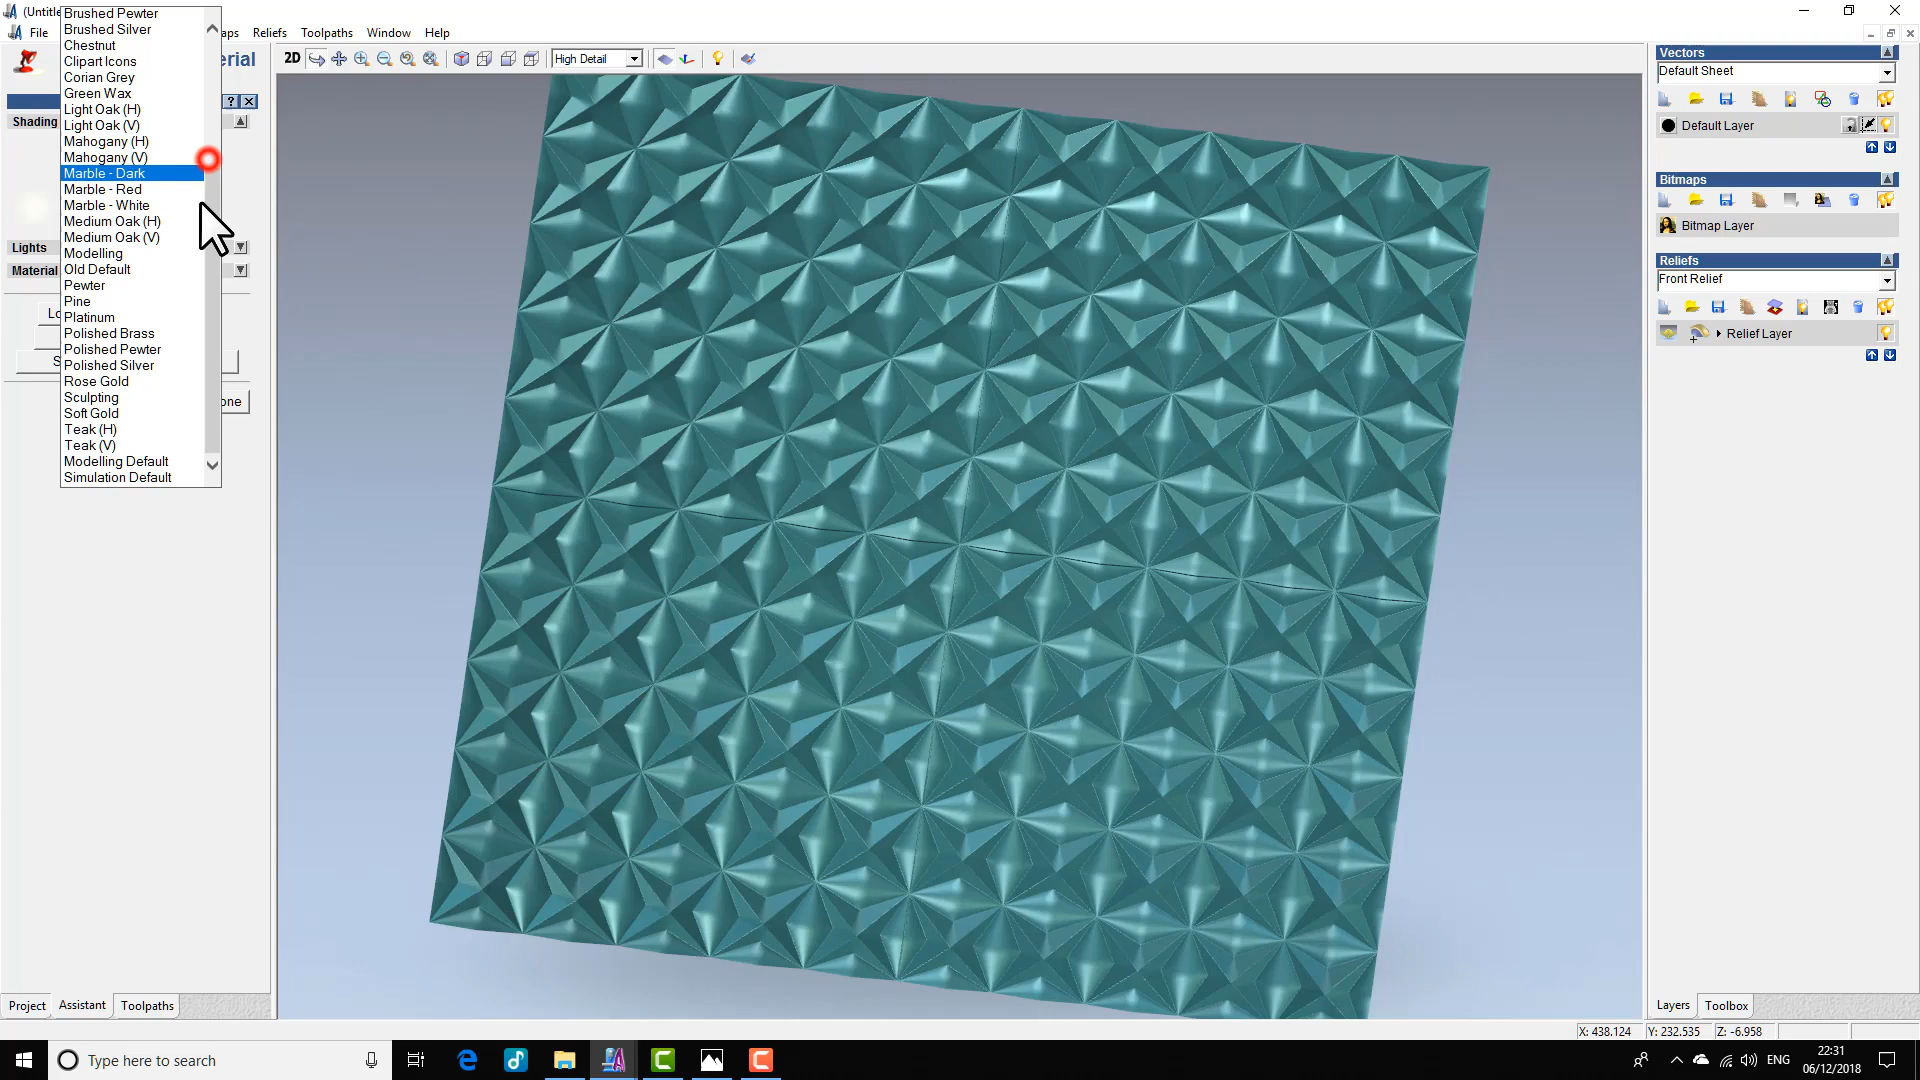 (Untitle
File
aps
Reliefs
Toolpaths
Window
Help
erial
Shading
Lights
Material
Lo
S
one
Brushed Pewter
Brushed Silver
Chestnut
Clipart Icons
Corian Grey
Green Wax
Light Oak (H)
Light Oak (V)
Mahogany (H)
Mahogany (V)
Marble - Dark
Marble - Red
Marble - White
Medium Oak (H)
Medium Oak (V)
Modelling
Old Default
Pewter
Pine
Platinum
Polished Brass
Polished Pewter
Polished Silver
Rose Gold
Sculpting
Soft Gold
Teak (H)
Teak (V)
Modelling Default
Simulation Default
2D
High Detail
Vectors
Default Sheet
Default Layer
Bitmaps
Bitmap Layer
Reliefs
Front Relief
Relief Layer
Project
Assistant
Toolpaths
Layers
Toolbox
X: 438.124
Y: 232.535
Z: -6.958
Type here to search
ENG
22:31
06/12/2018